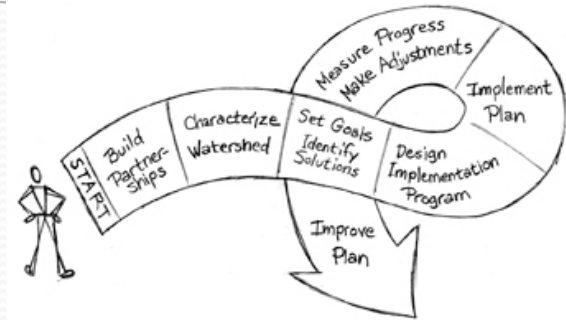 START
Build
Partner-
ships
Characterize
Watershed
Set Goals
Identify
Solutions
Design
Implementation
Program
Implement
Plan
Measure Progress
Make Adjustments
Improve
Plan